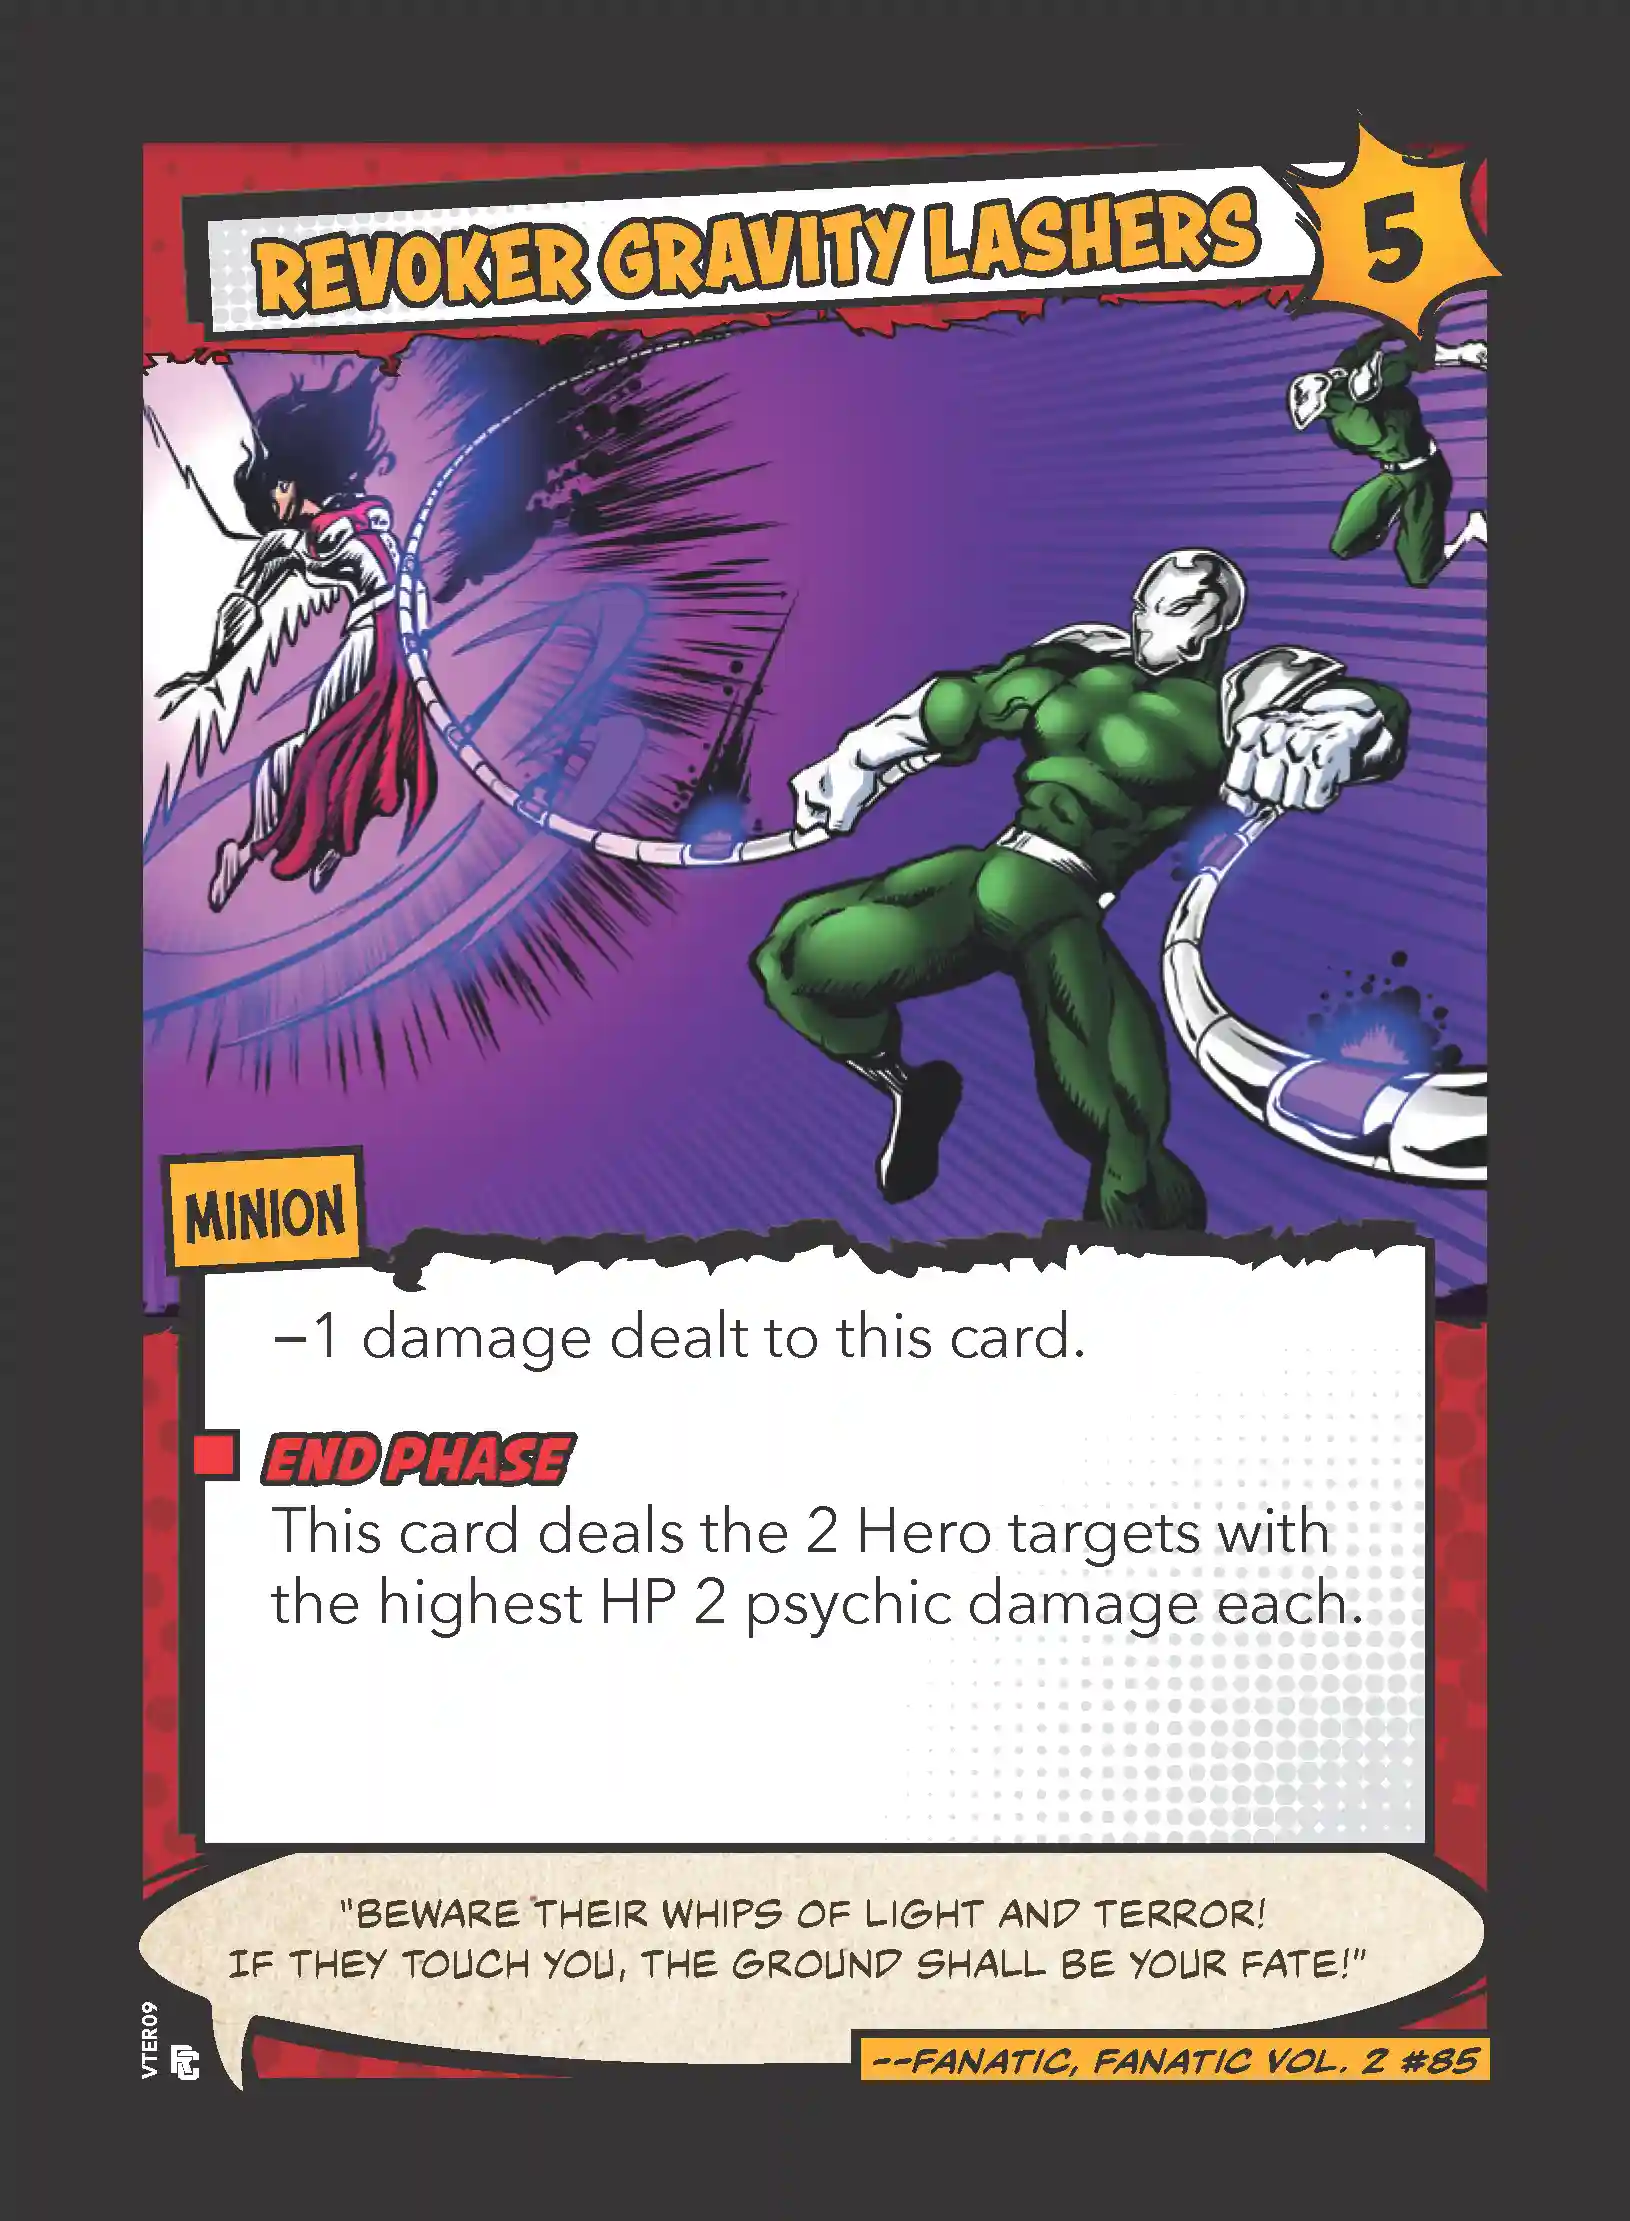 REVOKER GRAVITY LASHERS
5
MINION
−1 damage dealt to this card.
END PHASE
This card deals the 2 Hero targets with
the highest HP 2 psychic damage each.
"BEWARE THEIR WHIPS OF LIGHT AND TERROR!
IF THEY TOUCH YOU, THE GROUND SHALL BE YOUR FATE!"
--FANATIC, FANATIC VOL. 2 #85
VTER09